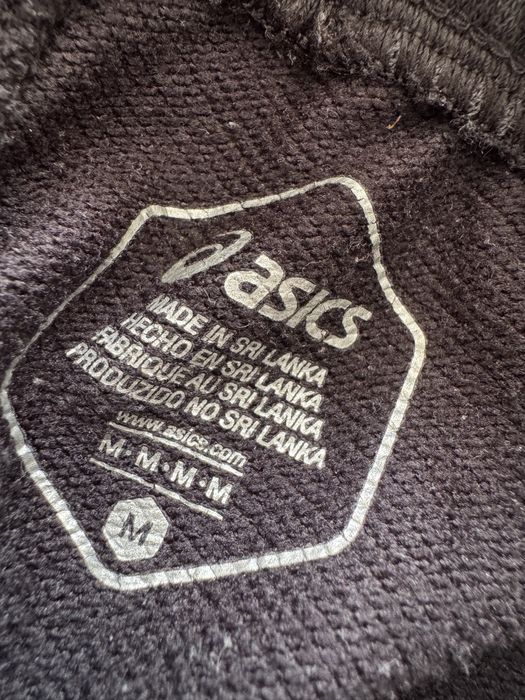 asics
MADE IN SRI LANKA
HECHO EN SRI LANKA
FABRIQUE AU SRI LANKA
PRODUZIDO NO SRI LANKA
www.asics.com
M·M·M·M
M